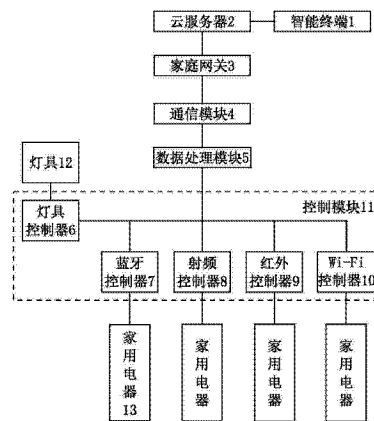 云服务器2
智能终端1
家庭网关3
通信模块4
灯具12
数据处理模块5
控制模块11
灯具
控制器6
蓝牙
控制器7
射频
控制器8
红外
控制器9
Wi-Fi
控制器10
家用电器13
家用电器
家用电器
家用电器